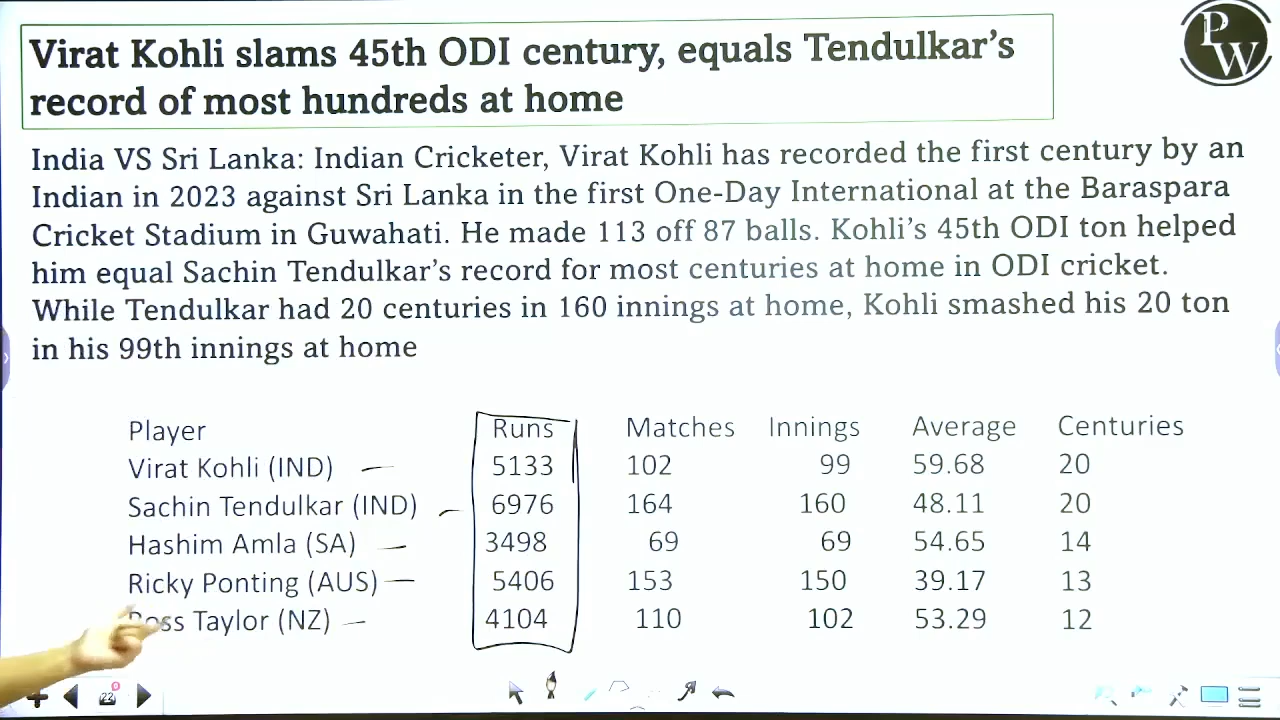 Virat Kohli slams 45th ODI century, equals Tendulkar's
record of most hundreds at home
PW
India VS Sri Lanka: Indian Cricketer, Virat Kohli has recorded the first century by an
Indian in 2023 against Sri Lanka in the first One-Day International at the Baraspara
Cricket Stadium in Guwahati. He made 113 off 87 balls. Kohli's 45th ODI ton helped
him equal Sachin Tendulkar's record for most centuries at home in ODI cricket.
While Tendulkar had 20 centuries in 160 innings at home, Kohli smashed his 20 ton
in his 99th innings at home
Player Runs Matches Innings Average Centuries
Virat Kohli (IND) 5133 102 99 59.68 20
Sachin Tendulkar (IND) 6976 164 160 48.11 20
Hashim Amla (SA) 3498 69 69 54.65 14
Ricky Ponting (AUS) 5406 153 150 39.17 13
Ross Taylor (NZ) 4104 110 102 53.29 12
22